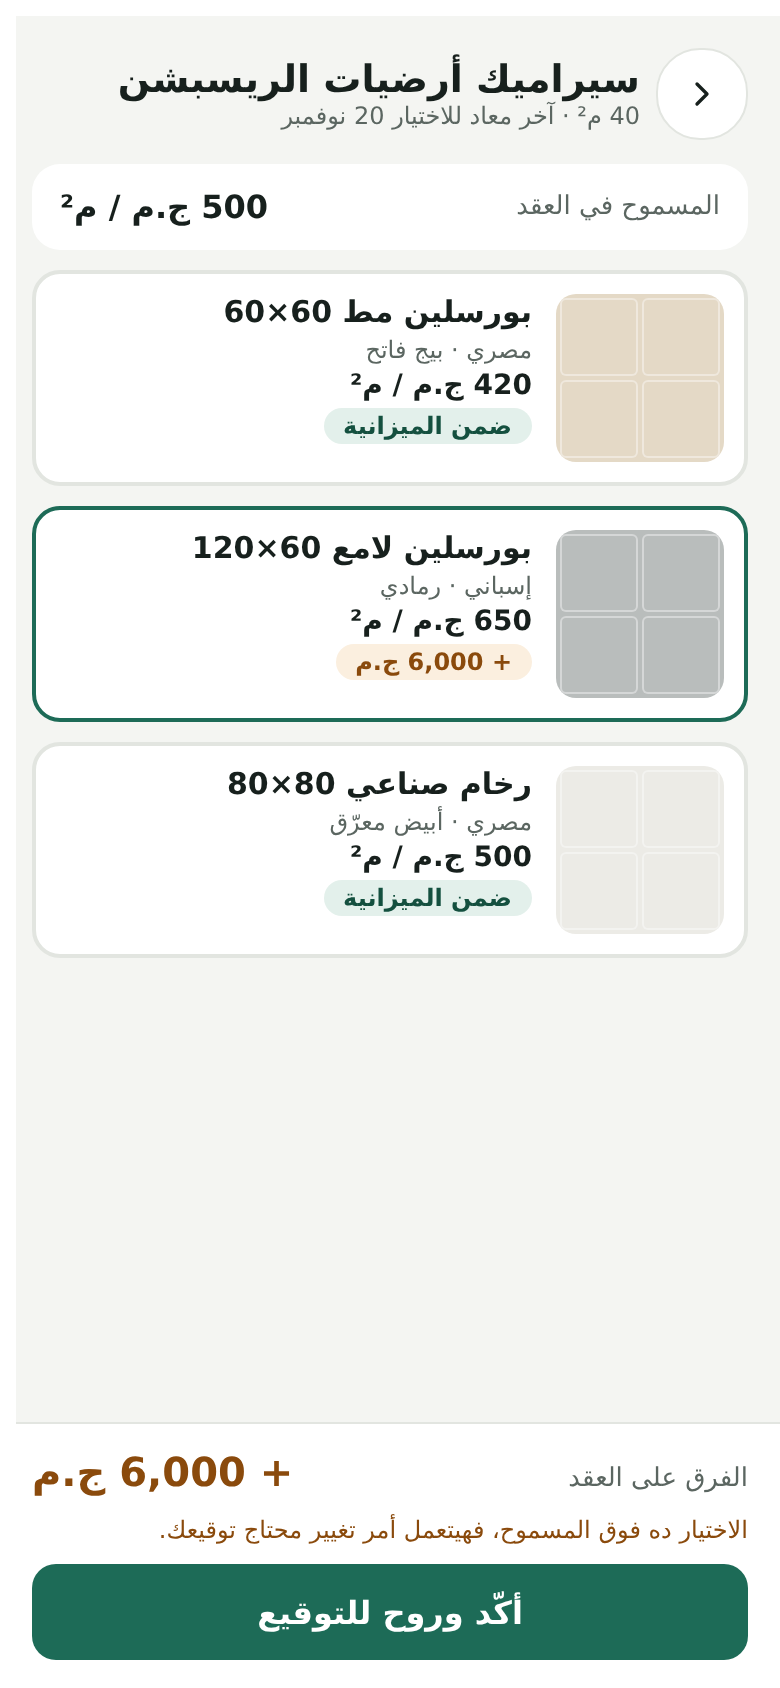 سيراميك أرضيات الريسبشن
40 م² · آخر معاد للاختيار 20 نوفمبر
المسموح في العقد
500 ج.م / م²
بورسلين مط 60×60
مصري · بيج فاتح
420 ج.م / م²
ضمن الميزانية
بورسلين لامع 60×120
إسباني · رمادي
650 ج.م / م²
+ 6,000 ج.م
رخام صناعي 80×80
مصري · أبيض معرّق
500 ج.م / م²
ضمن الميزانية
الفرق على العقد
+ 6,000 ج.م
الاختيار ده فوق المسموح، فهيتعمل أمر تغيير محتاج توقيعك.
أكّد وروح للتوقيع